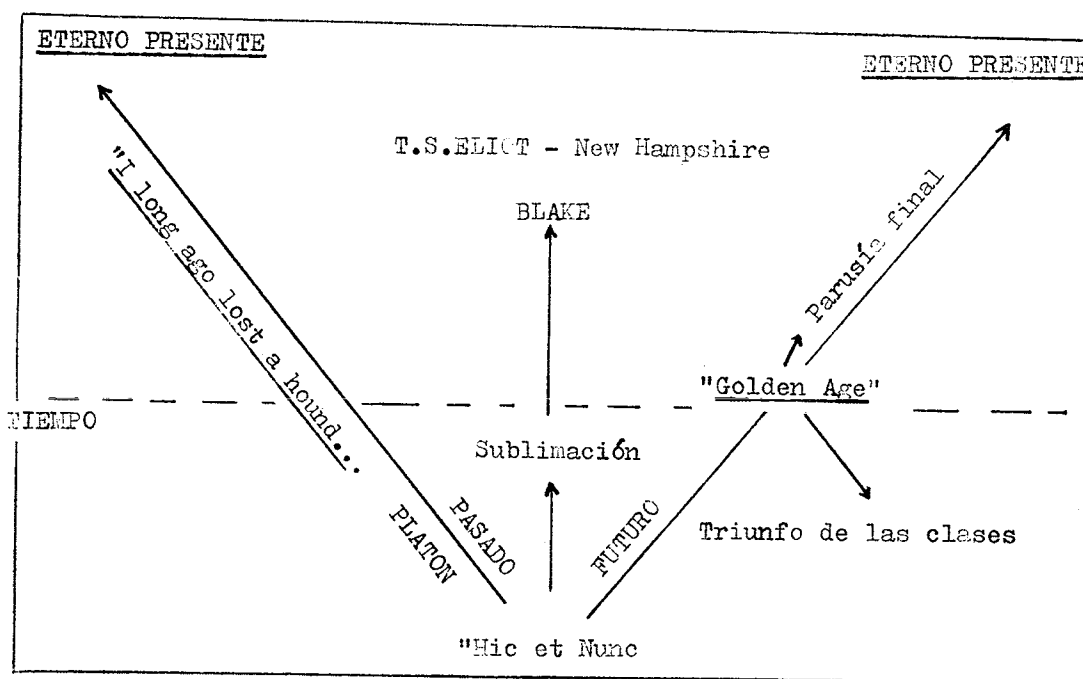 ETERNO PRESENTE
ETERNO PRESENTE
T.S.ELIOT - New Hampshire
BLAKE
"I long ago lost a hound...
Parusía final
"Golden Age"
TIEMPO
Sublimación
PASADO
PLATON
FUTURO
Triunfo de las clases
"Hic et Nunc